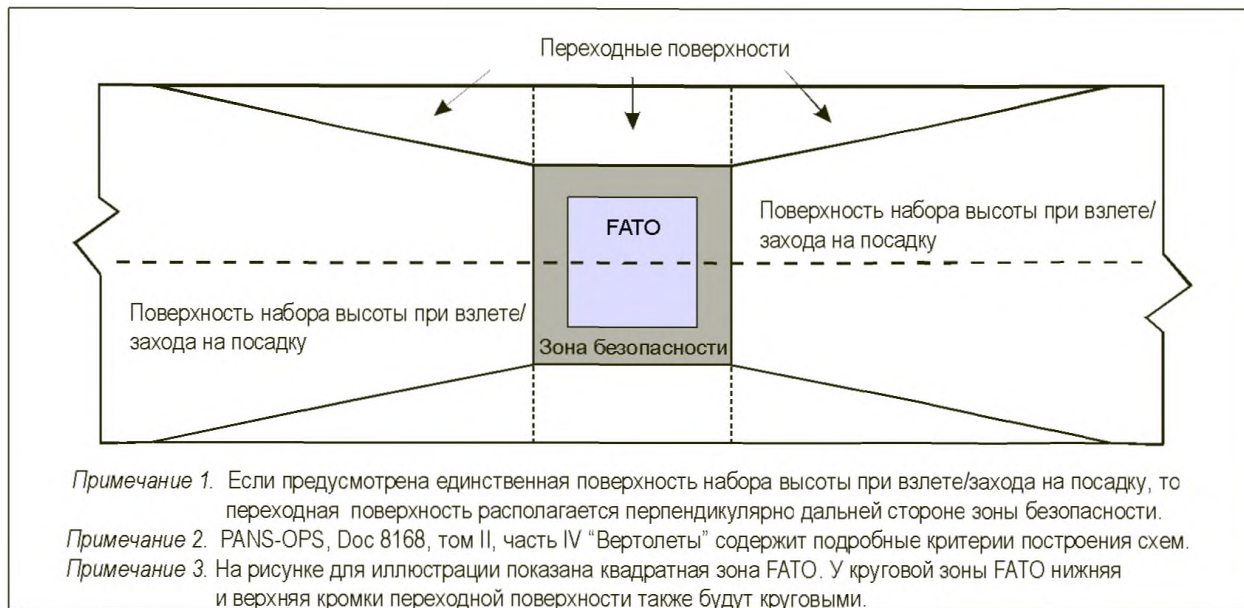 Переходные поверхности
FATO
Поверхность набора высоты при взлете/
захода на посадку
Поверхность набора высоты при взлете/
захода на посадку
Зона безопасности
Примечание 1. Если предусмотрена единственная поверхность набора высоты при взлете/захода на посадку, то
переходная поверхность располагается перпендикулярно дальней стороне зоны безопасности.
Примечание 2. PANS-OPS, Doc 8168, том II, часть IV “Вертолеты” содержит подробные критерии построения схем.
Примечание 3. На рисунке для иллюстрации показана квадратная зона FATO. У круговой зоны FATO нижняя
и верхняя кромки переходной поверхности также будут круговыми.